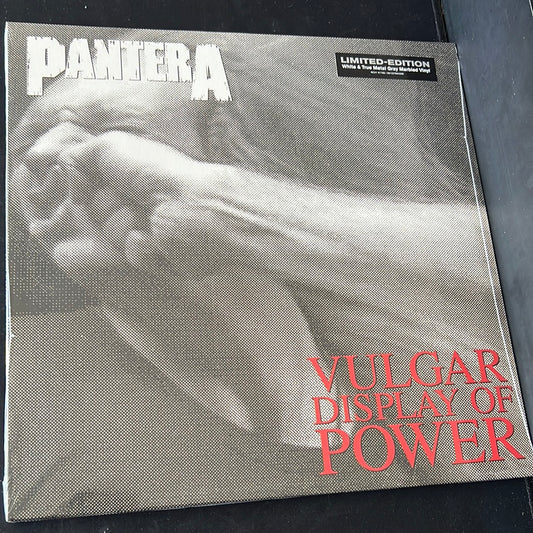 PANTERA
LIMITED-EDITION
White & True Metal Gray Marbled Vinyl
VULGAR
DISPLAY OF
POWER